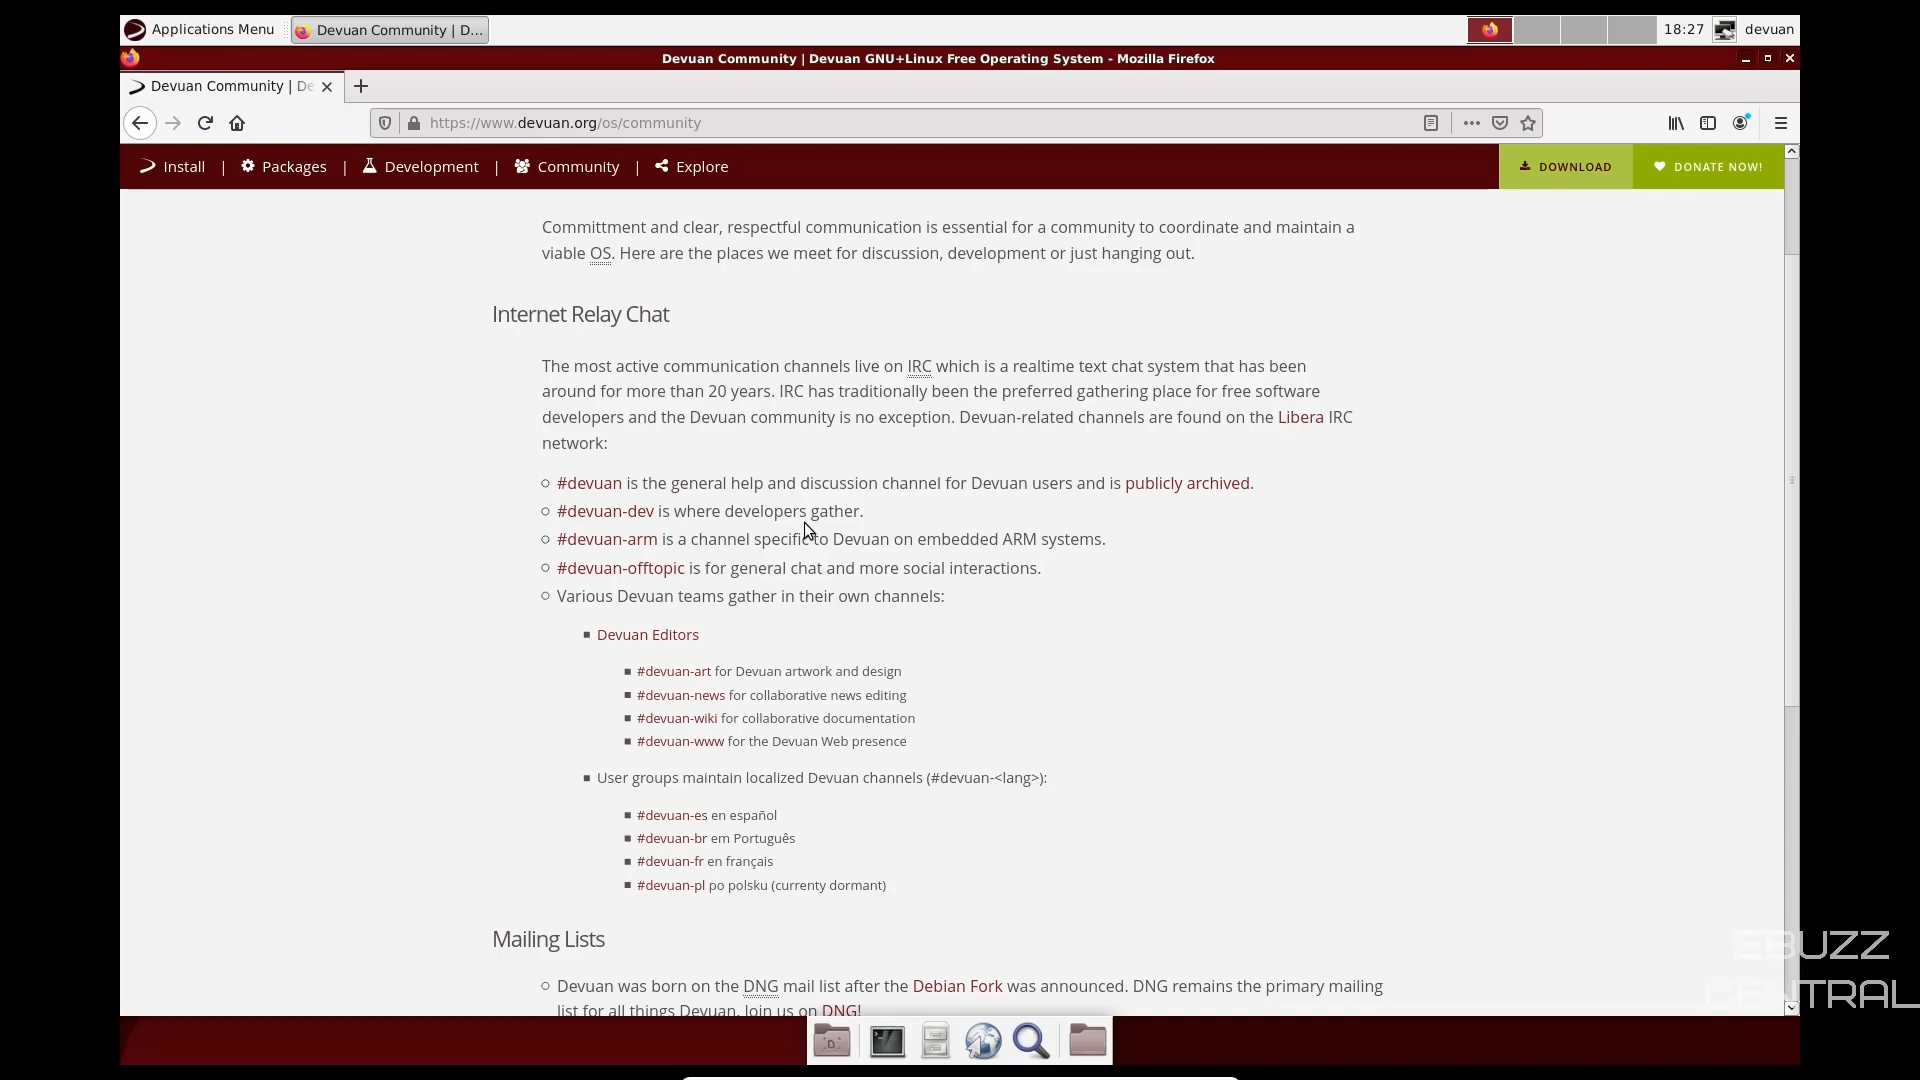 Applications Menu
Devuan Community | D...
18:27
devuan
Devuan Community | Devuan GNU+Linux Free Operating System - Mozilla Firefox
Devuan Community | De
https://www.devuan.org/os/community
Install | Packages | Development | Community | Explore
DOWNLOAD
DONATE NOW!
Committment and clear, respectful communication is essential for a community to coordinate and maintain a
viable OS. Here are the places we meet for discussion, development or just hanging out.
Internet Relay Chat
The most active communication channels live on IRC which is a realtime text chat system that has been
around for more than 20 years. IRC has traditionally been the preferred gathering place for free software
developers and the Devuan community is no exception. Devuan-related channels are found on the Libera IRC
network:
#devuan is the general help and discussion channel for Devuan users and is publicly archived.
#devuan-dev is where developers gather.
#devuan-arm is a channel specific to Devuan on embedded ARM systems.
#devuan-offtopic is for general chat and more social interactions.
Various Devuan teams gather in their own channels:
Devuan Editors
#devuan-art for Devuan artwork and design
#devuan-news for collaborative news editing
#devuan-wiki for collaborative documentation
#devuan-www for the Devuan Web presence
User groups maintain localized Devuan channels (#devuan-<lang>):
#devuan-es en español
#devuan-br em Português
#devuan-fr en français
#devuan-pl po polsku (currenty dormant)
Mailing Lists
Devuan was born on the DNG mail list after the Debian Fork was announced. DNG remains the primary mailing
list for all things Devuan. Join us on DNG!
EBUZZ
CENTRAL